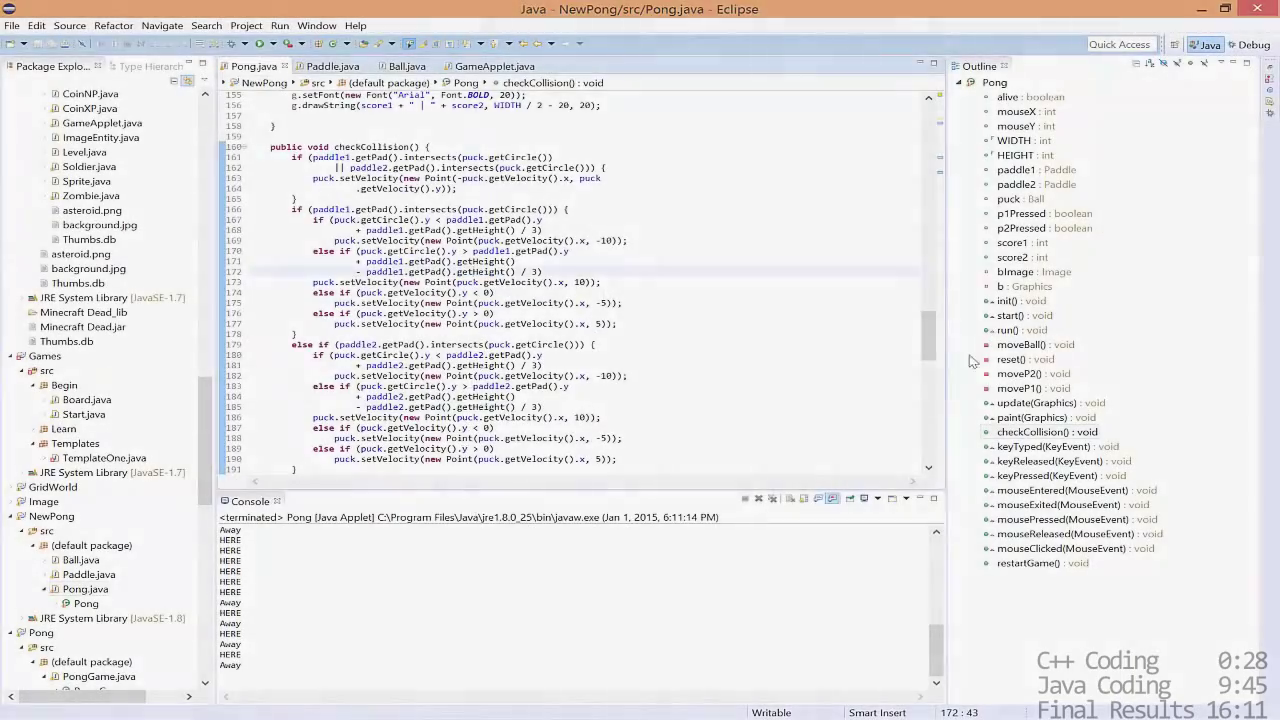 Java - NewPong/src/Pong.java - Eclipse
File Edit Source Refactor Navigate Search Project Run Window Help
Quick Access Java Debug
Package Explo... Type Hierarch
CoinNP.java
CoinXP.java
GameApplet.java
ImageEntity.java
Level.java
Soldier.java
Sprite.java
Zombie.java
asteroid.png
background.jpg
Thumbs.db
asteroid.png
background.jpg
Thumbs.db
JRE System Library [JavaSE-1.7]
Minecraft Dead_lib
Minecraft Dead.jar
Thumbs.db
Games
src
Begin
Board.java
Start.java
Learn
Templates
TemplateOne.java
JRE System Library [JavaSE-1.7]
GridWorld
Image
NewPong
src
(default package)
Ball.java
Paddle.java
Pong.java
Pong
JRE System Library [JavaSE-1.8]
Pong
src
(default package)
PongGame.java
Pong.java Paddle.java Ball.java GameApplet.java
NewPong src (default package) Pong checkCollision() : void
155 g.setFont(new Font("Arial", Font.BOLD, 20));
156 g.drawString(score1 + " | " + score2, WIDTH / 2 - 20, 20);
157
158 }
159
160 public void checkCollision() {
161 if (paddle1.getPad().intersects(puck.getCircle())
162 || paddle2.getPad().intersects(puck.getCircle())) {
163 puck.setVelocity(new Point(-puck.getVelocity().x, puck
164 .getVelocity().y));
165 }
166 if (paddle1.getPad().intersects(puck.getCircle())) {
167 if (puck.getCircle().y < paddle1.getPad().y
168 + paddle1.getPad().getHeight() / 3)
169 puck.setVelocity(new Point(puck.getVelocity().x, -10));
170 else if (puck.getCircle().y > paddle1.getPad().y
171 + paddle1.getPad().getHeight()
172 - paddle1.getPad().getHeight() / 3)
173 puck.setVelocity(new Point(puck.getVelocity().x, 10));
174 else if (puck.getVelocity().y < 0)
175 puck.setVelocity(new Point(puck.getVelocity().x, -5));
176 else if (puck.getVelocity().y > 0)
177 puck.setVelocity(new Point(puck.getVelocity().x, 5));
178 }
179 else if (paddle2.getPad().intersects(puck.getCircle())) {
180 if (puck.getCircle().y < paddle2.getPad().y
181 + paddle2.getPad().getHeight() / 3)
182 puck.setVelocity(new Point(puck.getVelocity().x, -10));
183 else if (puck.getCircle().y > paddle2.getPad().y
184 + paddle2.getPad().getHeight()
185 - paddle2.getPad().getHeight() / 3)
186 puck.setVelocity(new Point(puck.getVelocity().x, 10));
187 else if (puck.getVelocity().y < 0)
188 puck.setVelocity(new Point(puck.getVelocity().x, -5));
189 else if (puck.getVelocity().y > 0)
190 puck.setVelocity(new Point(puck.getVelocity().x, 5));
191 }
Console
<terminated> Pong [Java Applet] C:\Program Files\Java\jre1.8.0_25\bin\javaw.exe (Jan 1, 2015, 6:11:14 PM)
Away
HERE
HERE
HERE
HERE
HERE
HERE
Away
HERE
Away
HERE
Away
HERE
Away
Outline
Pong
alive : boolean
mouseX : int
mouseY : int
WIDTH : int
HEIGHT : int
paddle1 : Paddle
paddle2 : Paddle
puck : Ball
p1Pressed : boolean
p2Pressed : boolean
score1 : int
score2 : int
bImage : Image
b : Graphics
init() : void
start() : void
run() : void
moveBall() : void
reset() : void
moveP2() : void
moveP1() : void
update(Graphics) : void
paint(Graphics) : void
checkCollision() : void
keyTyped(KeyEvent) : void
keyReleased(KeyEvent) : void
keyPressed(KeyEvent) : void
mouseEntered(MouseEvent) : void
mouseExited(MouseEvent) : void
mousePressed(MouseEvent) : void
mouseReleased(MouseEvent) : void
mouseClicked(MouseEvent) : void
restartGame() : void
C++ Coding 0:28
Java Coding 9:45
Final Results 16:11
Writable Smart Insert 172 : 43